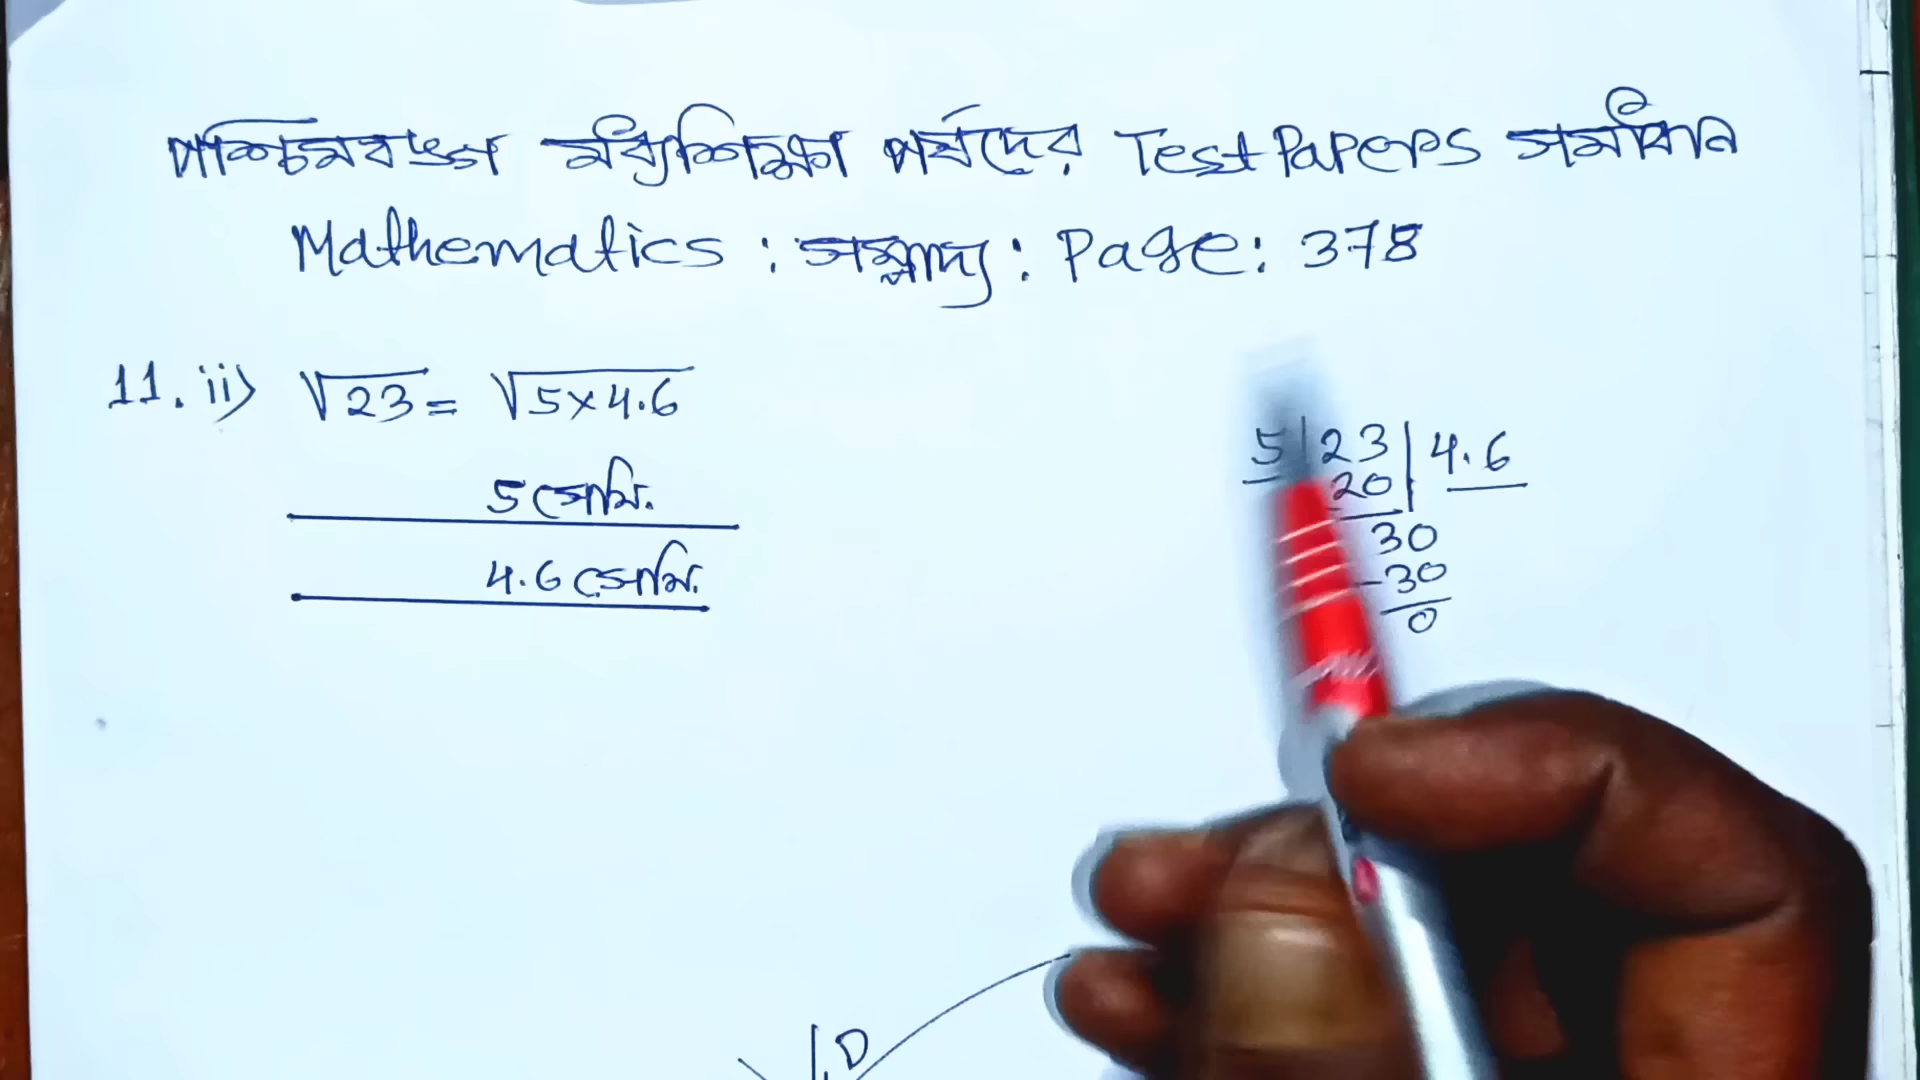 পশ্চিমবঙ্গ মধ্যশিক্ষা পর্ষদের Test Papers সমাধান
Mathematics : সম্পাদ্য : Page: 378
11. ii) √23 = √5×4.6
5 সেমি.
4.6 সেমি.
5 | 23 | 4.6
20
30
-30
0
D